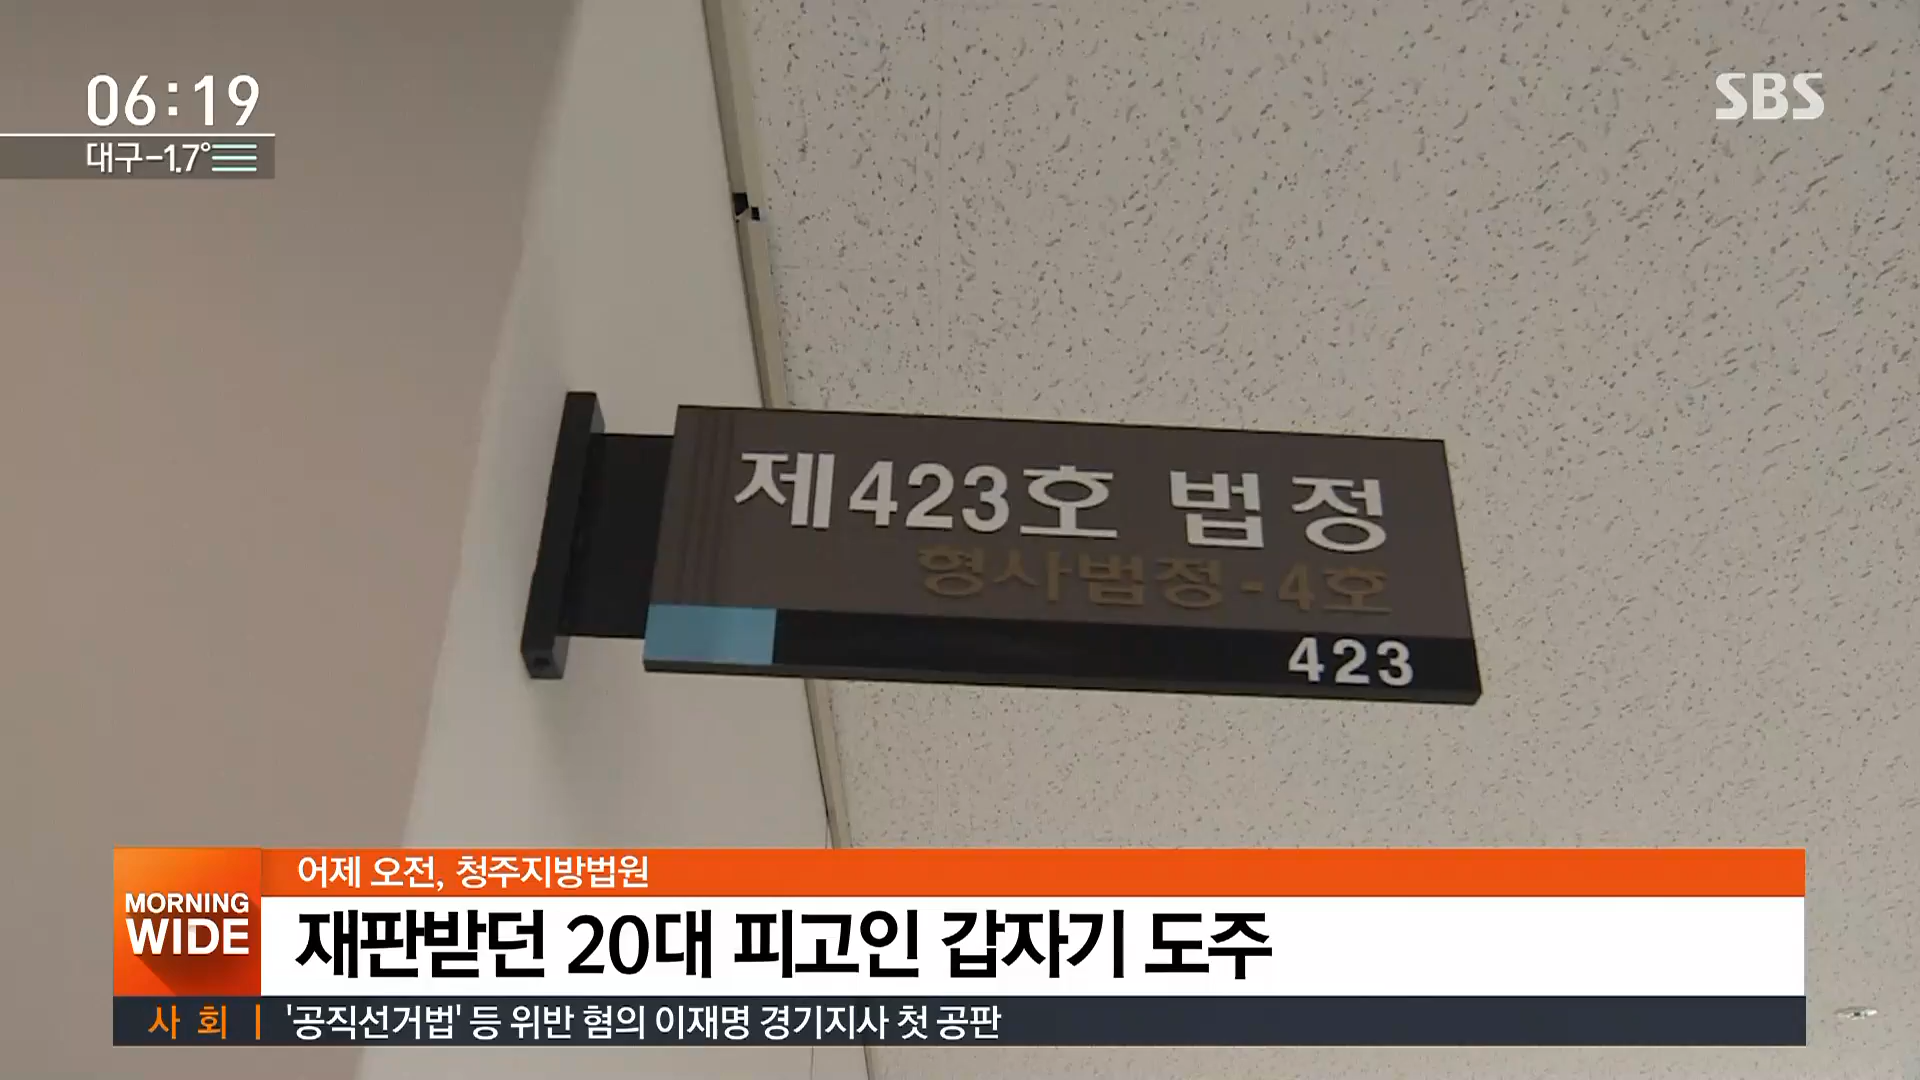 06:19
SBS
대구-1.7°
제423호 법정
형사법정-4호
423
어제 오전, 청주지방법원
MORNING
WIDE
재판받던 20대 피고인 갑자기 도주
사 회 | '공직선거법' 등 위반 혐의 이재명 경기지사 첫 공판